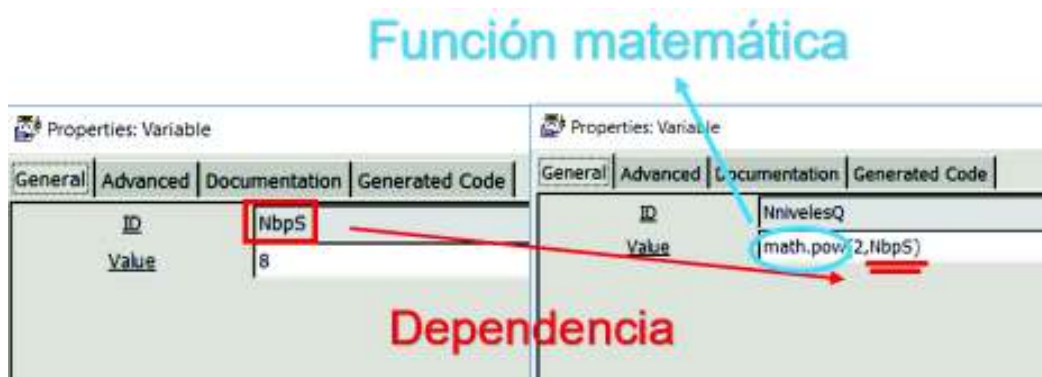 Función matemática
Properties: Variable
General Advanced Documentation Generated Code
ID NbpS
Value 8
Properties: Variable
General Advanced Documentation Generated Code
ID NnivelesQ
Value math.pow(2,NbpS)
Dependencia